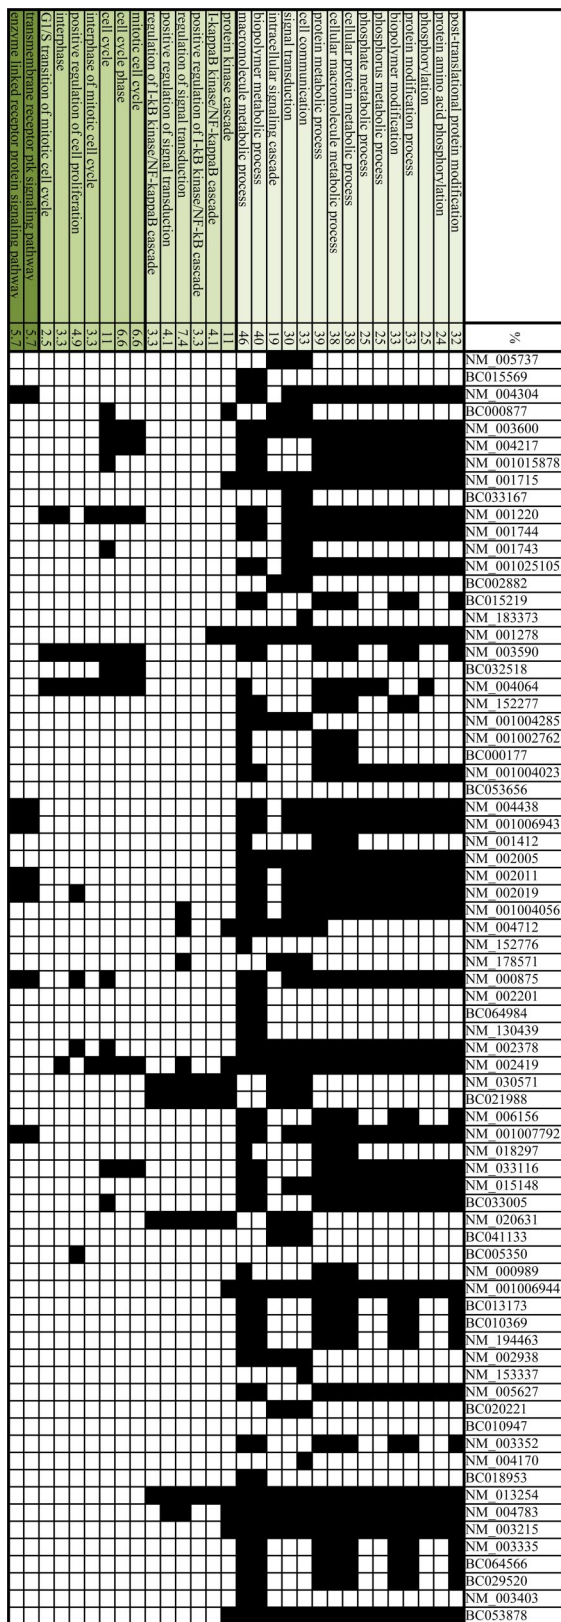 %
post-translational protein modification 32
protein amino acid phosphorylation 24
phosphorylation 25
protein modification process 33
biopolymer modification 33
phosphorus metabolic process 25
phosphate metabolic process 25
cellular protein metabolic process 38
cellular macromolecule metabolic process 38
protein metabolic process 39
cell communication 33
signal transduction 30
intracellular signaling cascade 19
biopolymer metabolic process 40
macromolecule metabolic process 46
protein kinase cascade 11
I-kappaB kinase/NF-kappaB cascade 4.1
positive regulation of I-kB kinase/NF-kB cascade 3.3
regulation of signal transduction 7.4
positive regulation of signal transduction 4.1
regulation of I-kB kinase/NF-kappaB cascade 3.3
mitotic cell cycle 6.6
cell cycle phase 6.6
cell cycle 11
interphase of mitotic cell cycle 3.3
positive regulation of cell proliferation 4.9
interphase 3.3
G1/S transition of mitotic cell cycle 2.5
transmembrane receptor ptk signaling pathway 5.7
enzyme linked receptor protein signaling pathway 5.7
NM_005737
BC015569
NM_004304
BC000877
NM_003600
NM_004217
NM_001015878
NM_001715
BC033167
NM_001220
NM_001744
NM_001743
NM_001025105
BC002882
BC015219
NM_183373
NM_001278
NM_003590
BC032518
NM_004064
NM_152277
NM_001004285
NM_001002762
BC000177
NM_001004023
BC053656
NM_004438
NM_001006943
NM_001412
NM_002005
NM_002011
NM_002019
NM_001004056
NM_004712
NM_152776
NM_178571
NM_000875
NM_002201
BC064984
NM_130439
NM_002378
NM_002419
NM_030571
BC021988
NM_006156
NM_001007792
NM_018297
NM_033116
NM_015148
BC033005
NM_020631
BC041133
BC005350
NM_000989
NM_001006944
BC013173
BC010369
NM_194463
NM_002938
NM_153337
NM_005627
BC020221
BC010947
NM_003352
NM_004170
BC018953
NM_013254
NM_004783
NM_003215
NM_003335
BC064566
BC029520
NM_003403
BC053878